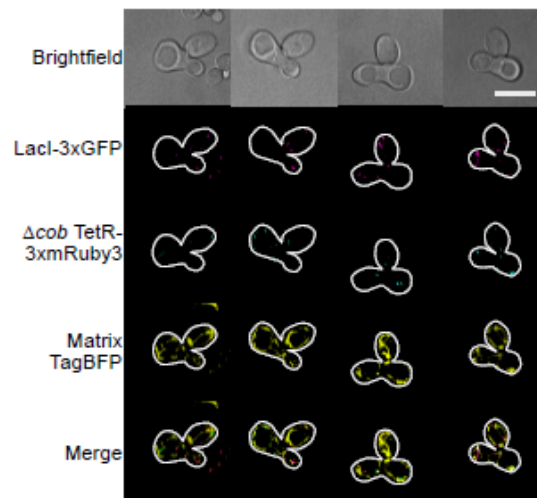 Brightfield
LacI-3xGFP
Δcob TetR-
3xmRuby3
Matrix
TagBFP
Merge